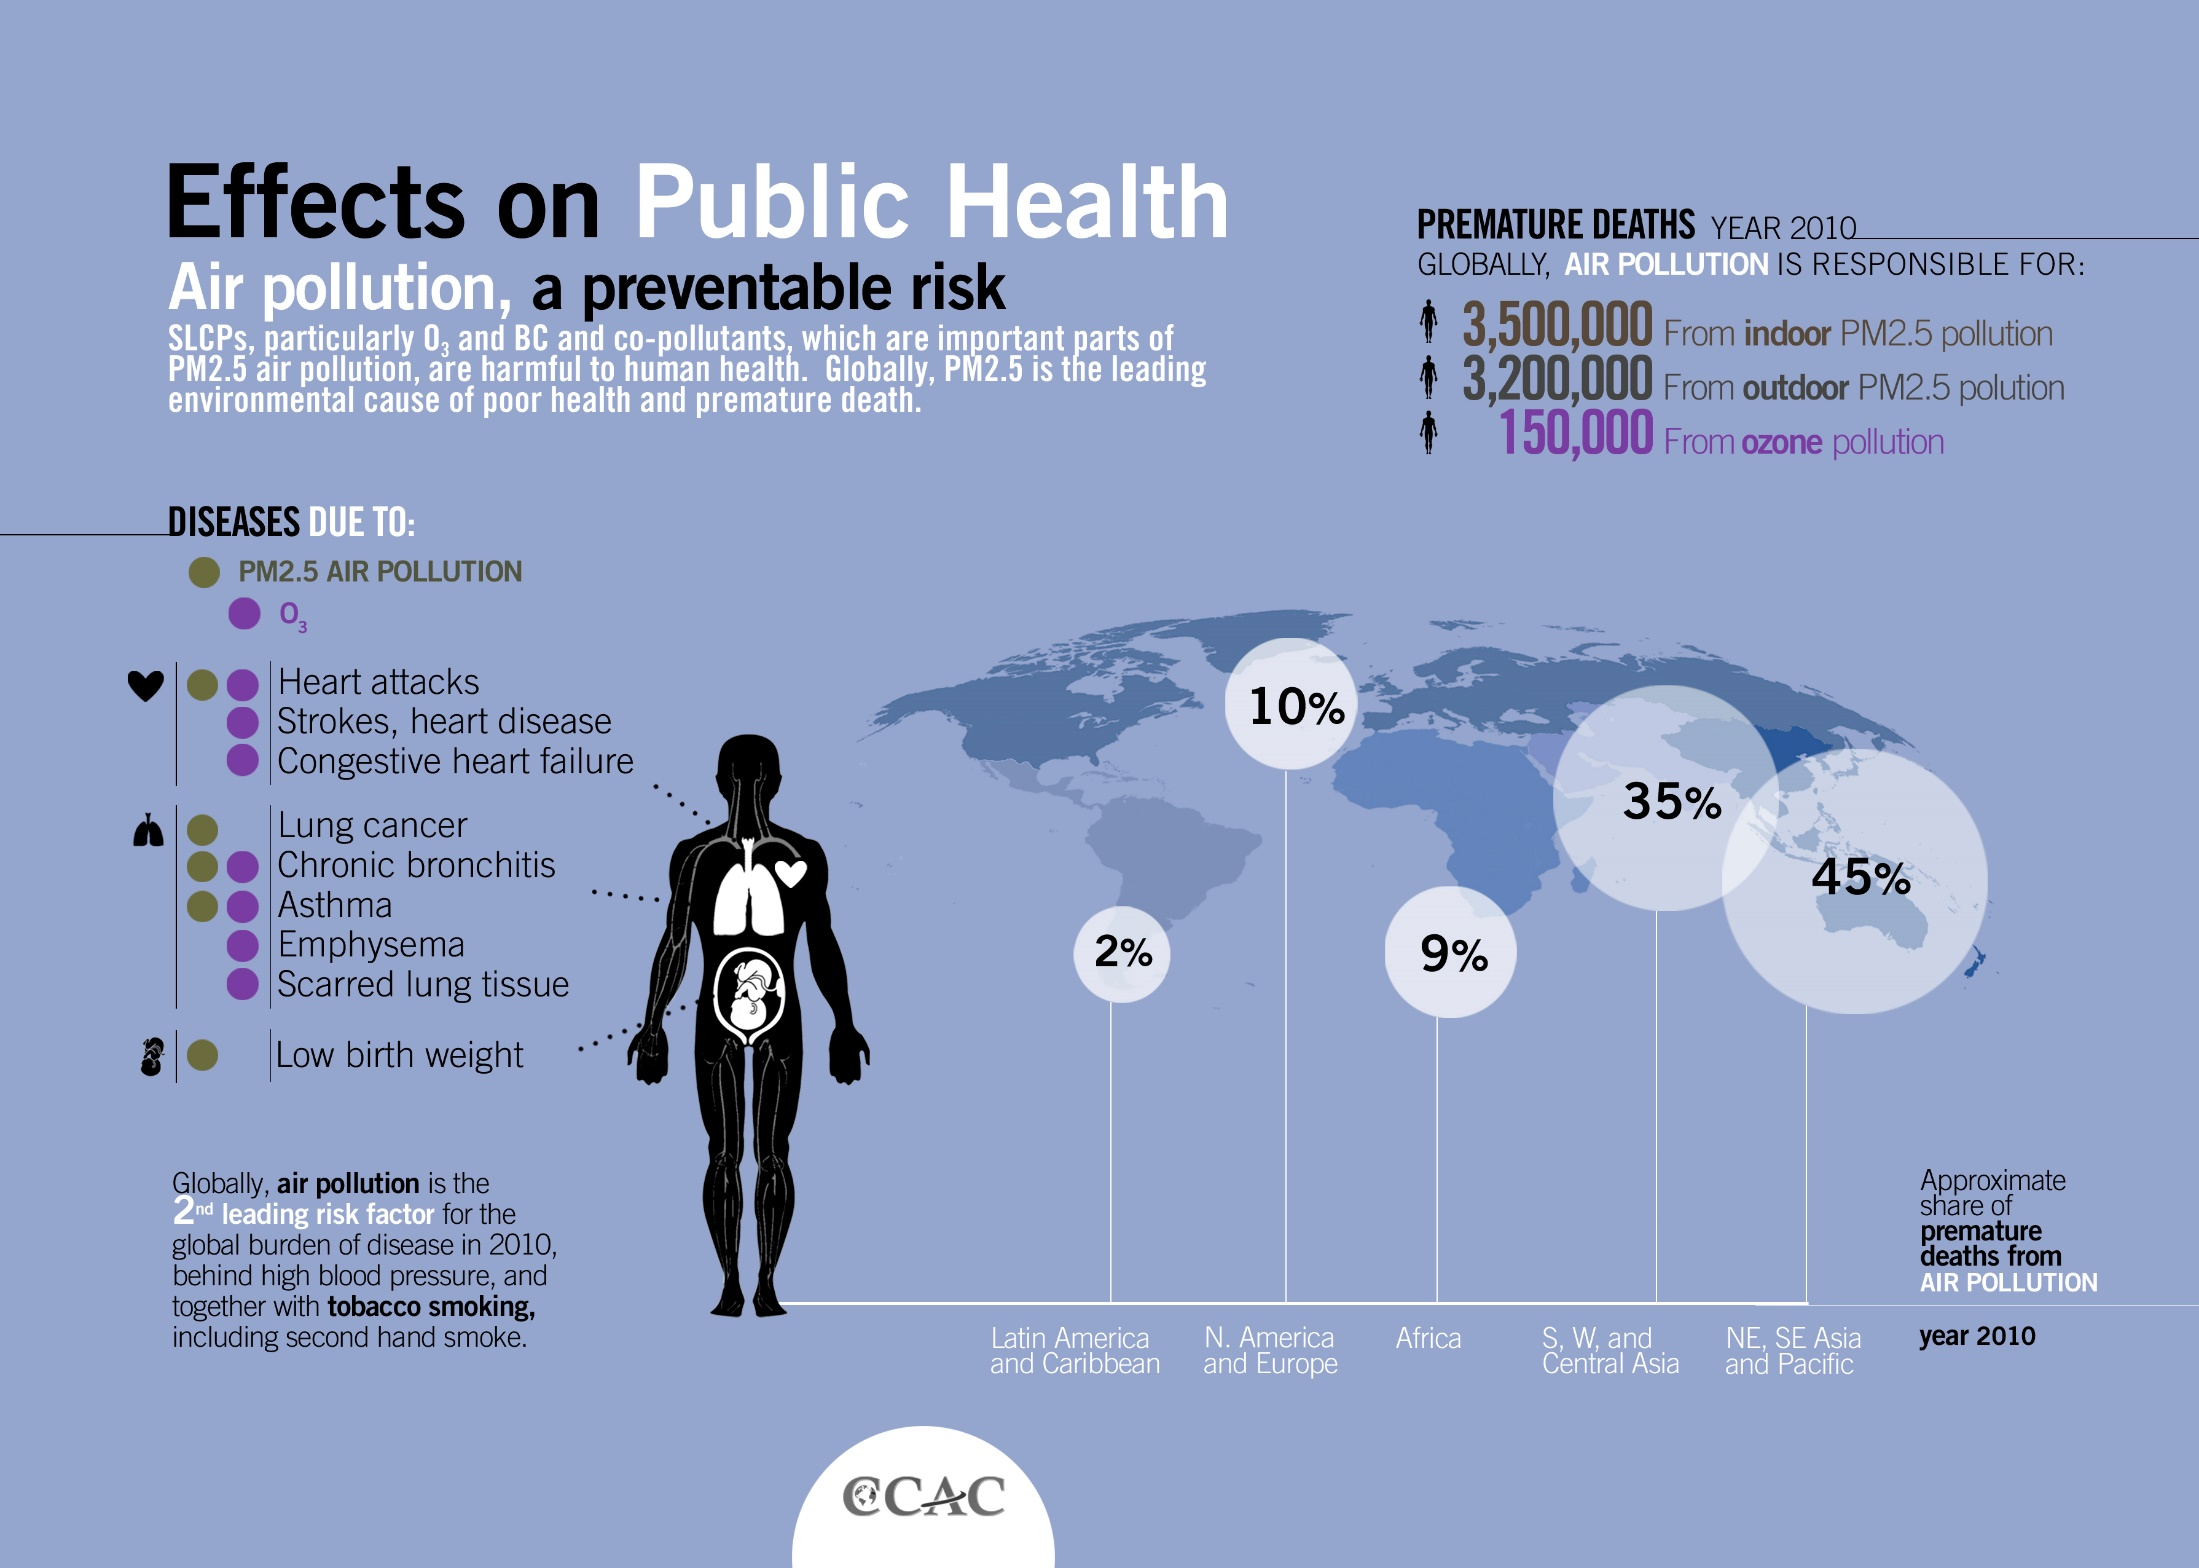 Effects on Public Health
Air pollution, a preventable risk
SLCPs, particularly O₃ and BC and co-pollutants, which are important parts of
PM2.5 air pollution, are harmful to human health. Globally, PM2.5 is the leading
environmental cause of poor health and premature death.
PREMATURE DEATHS YEAR 2010
GLOBALLY, AIR POLLUTION IS RESPONSIBLE FOR:
3,500,000 From indoor PM2.5 pollution
3,200,000 From outdoor PM2.5 polution
150,000 From ozone pollution
DISEASES DUE TO:
PM2.5 AIR POLLUTION
O₃
Heart attacks
Strokes, heart disease
Congestive heart failure
Lung cancer
Chronic bronchitis
Asthma
Emphysema
Scarred lung tissue
Low birth weight
Globally, air pollution is the
2nd leading risk factor for the
global burden of disease in 2010,
behind high blood pressure, and
together with tobacco smoking,
including second hand smoke.
10%
35%
45%
2%
9%
Latin America
and Caribbean
N. America
and Europe
Africa
S, W, and
Central Asia
NE, SE Asia
and Pacific
Approximate
share of
premature
deaths from
AIR POLLUTION
year 2010
CCAC